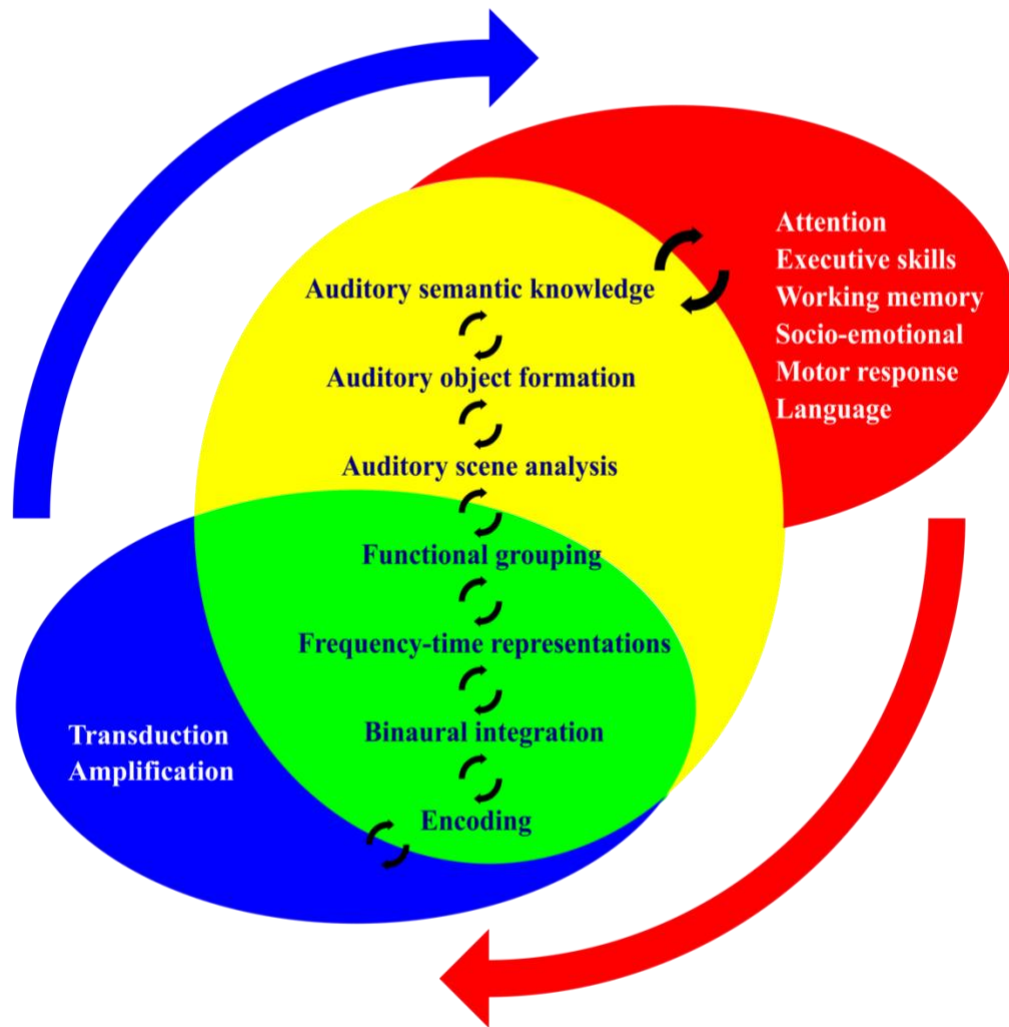 Attention
Executive skills
Working memory
Socio-emotional
Motor response
Language
Auditory semantic knowledge
Auditory object formation
Auditory scene analysis
Functional grouping
Frequency-time representations
Binaural integration
Encoding
Transduction
Amplification